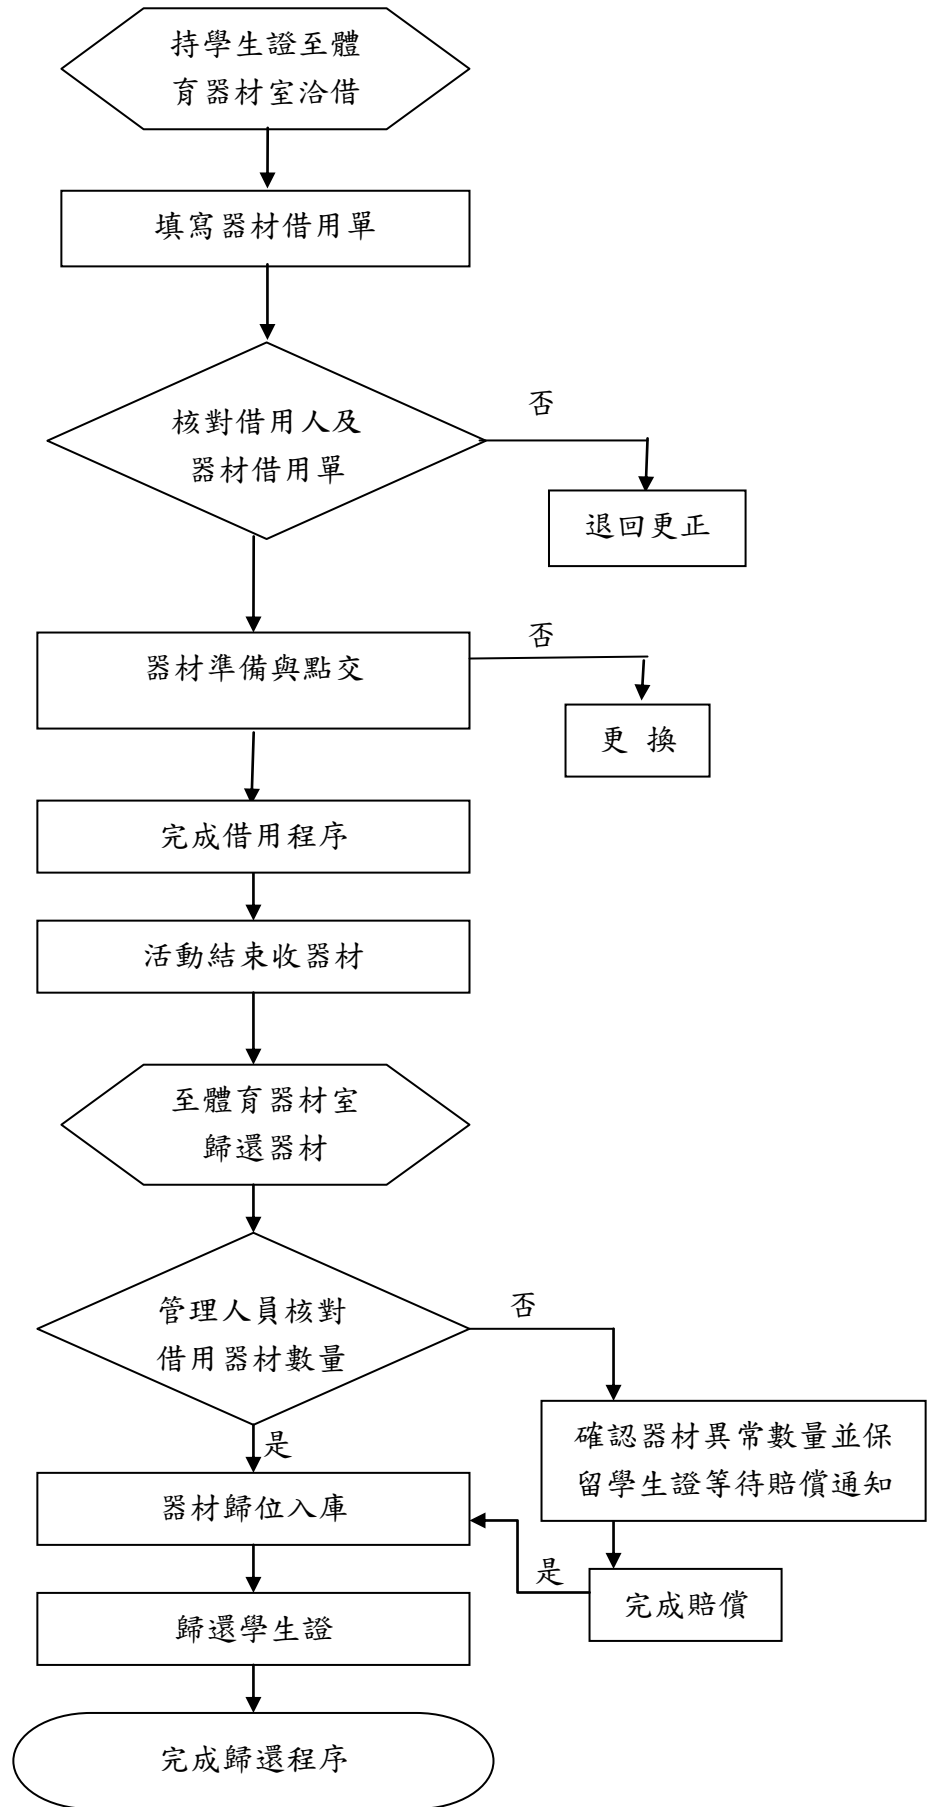 持學生證至體
育器材室洽借
填寫器材借用單
否
核對借用人及
器材借用單
退回更正
否
器材準備與點交
更 換
完成借用程序
活動結束收器材
至體育器材室
歸還器材
管理人員核對
借用器材數量
否
是
確認器材異常數量並保
留學生證等待賠償通知
器材歸位入庫
是
完成賠償
歸還學生證
完成歸還程序